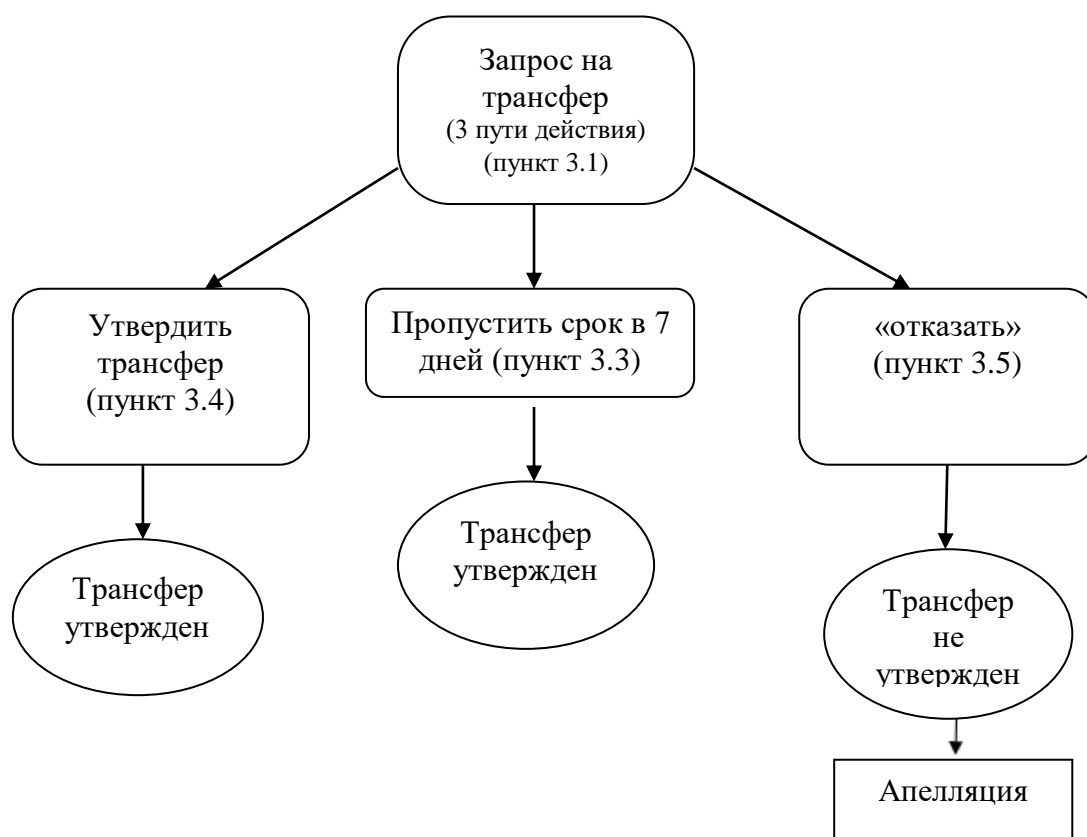 Запрос на
трансфер
(3 пути действия)
(пункт 3.1)
Утвердить
трансфер
(пункт 3.4)
Пропустить срок в 7
дней (пункт 3.3)
«отказать»
(пункт 3.5)
Трансфер
утвержден
Трансфер
утвержден
Трансфер
не
утвержден
Апелляция